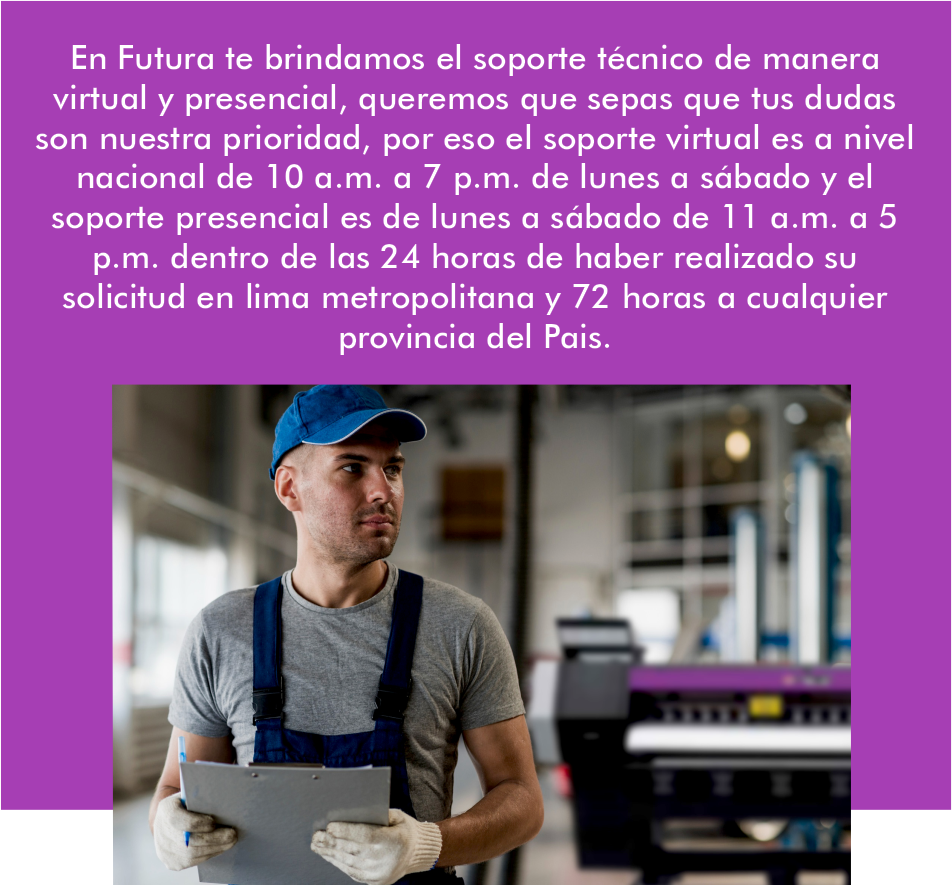 En Futura te brindamos el soporte técnico de manera
virtual y presencial, queremos que sepas que tus dudas
son nuestra prioridad, por eso el soporte virtual es a nivel
nacional de 10 a.m. a 7 p.m. de lunes a sábado y el
soporte presencial es de lunes a sábado de 11 a.m. a 5
p.m. dentro de las 24 horas de haber realizado su
solicitud en lima metropolitana y 72 horas a cualquier
provincia del Pais.